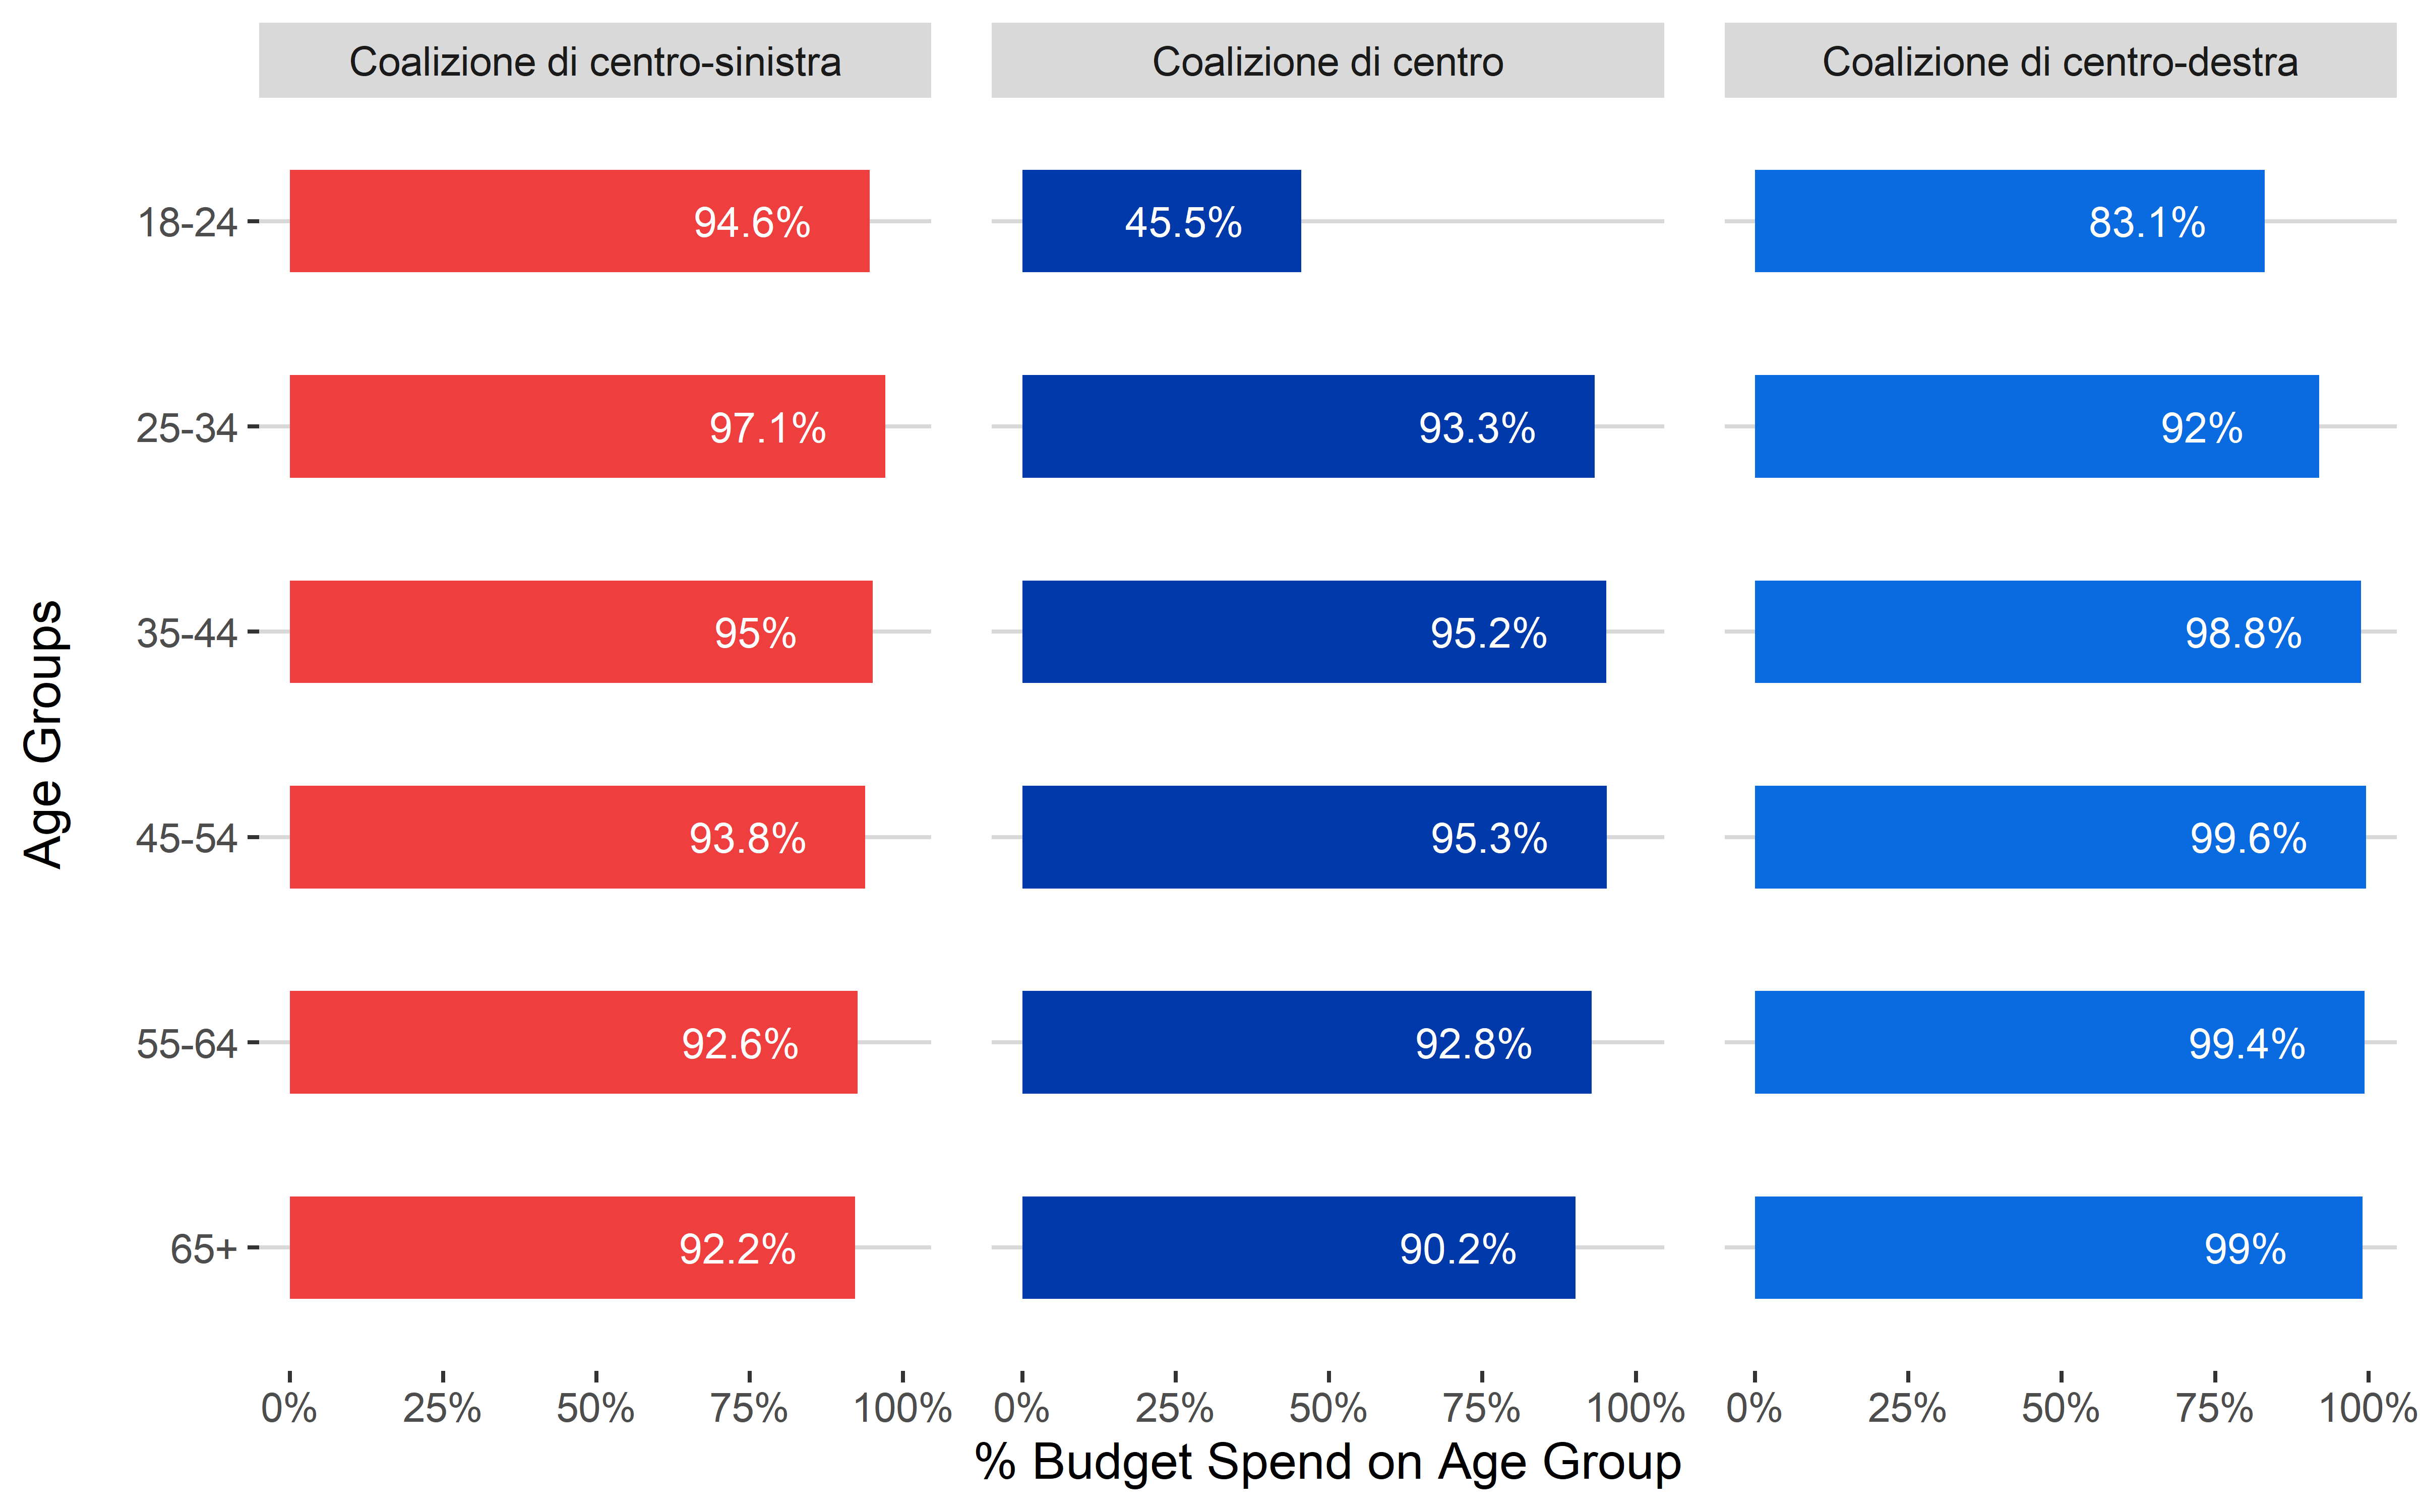 Coalizione di centro-sinistra Coalizione di centro Coalizione di centro-destra
18-24 94.6% 45.5% 83.1%
25-34 97.1% 93.3% 92%
35-44 95% 95.2% 98.8%
45-54 93.8% 95.3% 99.6%
55-64 92.6% 92.8% 99.4%
65+ 92.2% 90.2% 99%
Age Groups
0% 25% 50% 75% 100% 0% 25% 50% 75% 100% 0% 25% 50% 75% 100%
% Budget Spend on Age Group